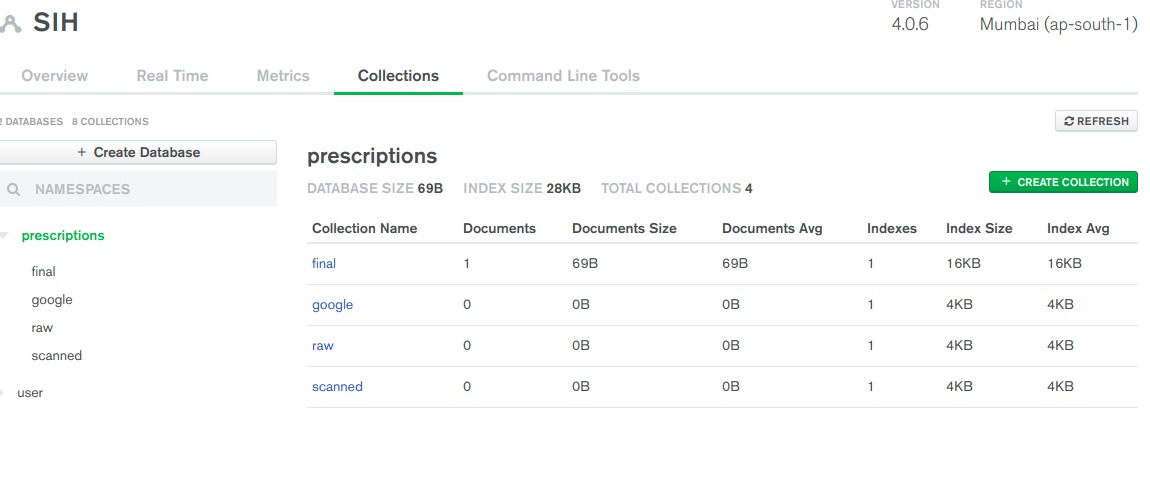 SIH
VERSION
4.0.6
REGION
Mumbai (ap-south-1)
Overview Real Time Metrics Collections Command Line Tools
2 DATABASES 8 COLLECTIONS
REFRESH
+ Create Database
NAMESPACES
prescriptions
final
google
raw
scanned
user
prescriptions
DATABASE SIZE 69B INDEX SIZE 28KB TOTAL COLLECTIONS 4
+ CREATE COLLECTION
Collection Name Documents Documents Size Documents Avg Indexes Index Size Index Avg
final 1 69B 69B 1 16KB 16KB
google 0 0B 0B 1 4KB 4KB
raw 0 0B 0B 1 4KB 4KB
scanned 0 0B 0B 1 4KB 4KB